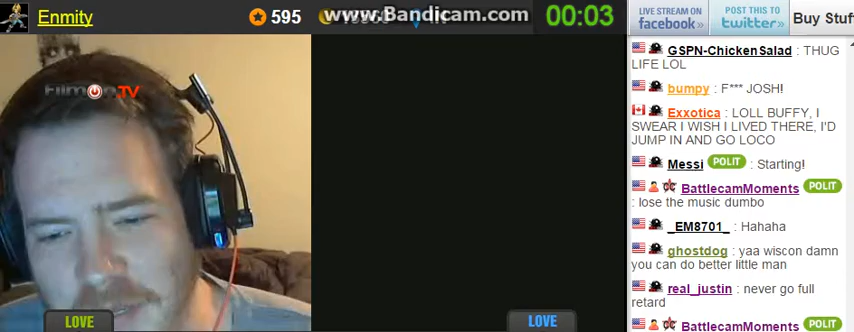 Enmity
595
www.Bandicam.com
00:03
LIVE STREAM ON
facebook»
POST THIS TO
twitter»
Buy Stuf
FilmOn.TV
GSPN-ChickenSalad : THUG
LIFE LOL
bumpy : F*** JOSH!
Exxotica : LOLL BUFFY, I
SWEAR I WISH I LIVED THERE, I'D
JUMP IN AND GO LOCO
Messi POLIT : Starting!
BattlecamMoments POLIT
: lose the music dumbo
_EM8701_ : Hahaha
ghostdog : yaa wiscon damn
you can do better little man
real_justin : never go full
retard
BattlecamMoments POLIT
LOVE
LOVE